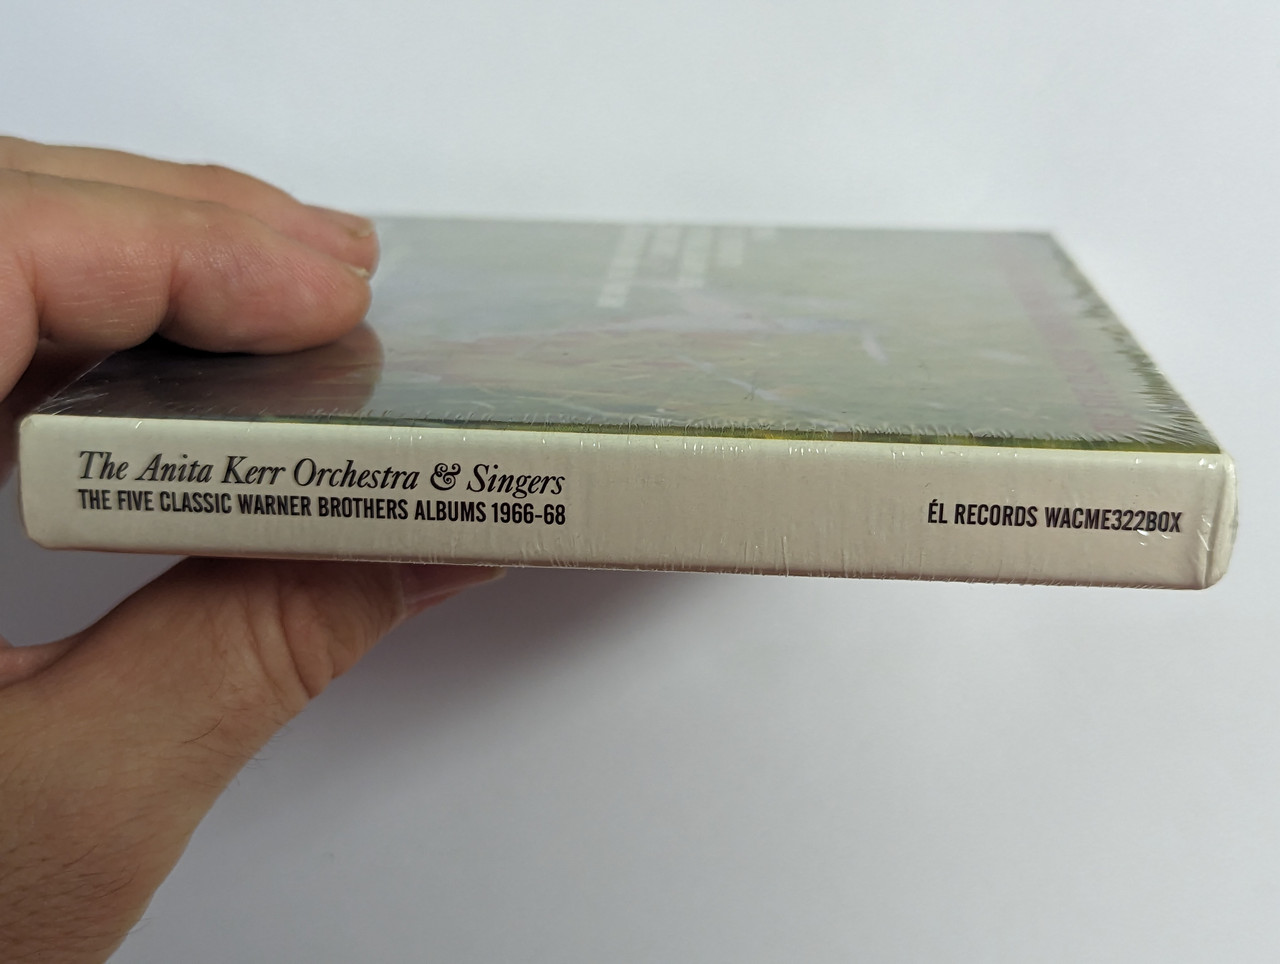 The Anita Kerr Orchestra & Singers
THE FIVE CLASSIC WARNER BROTHERS ALBUMS 1966-68
ÉL RECORDS WACME322BOX